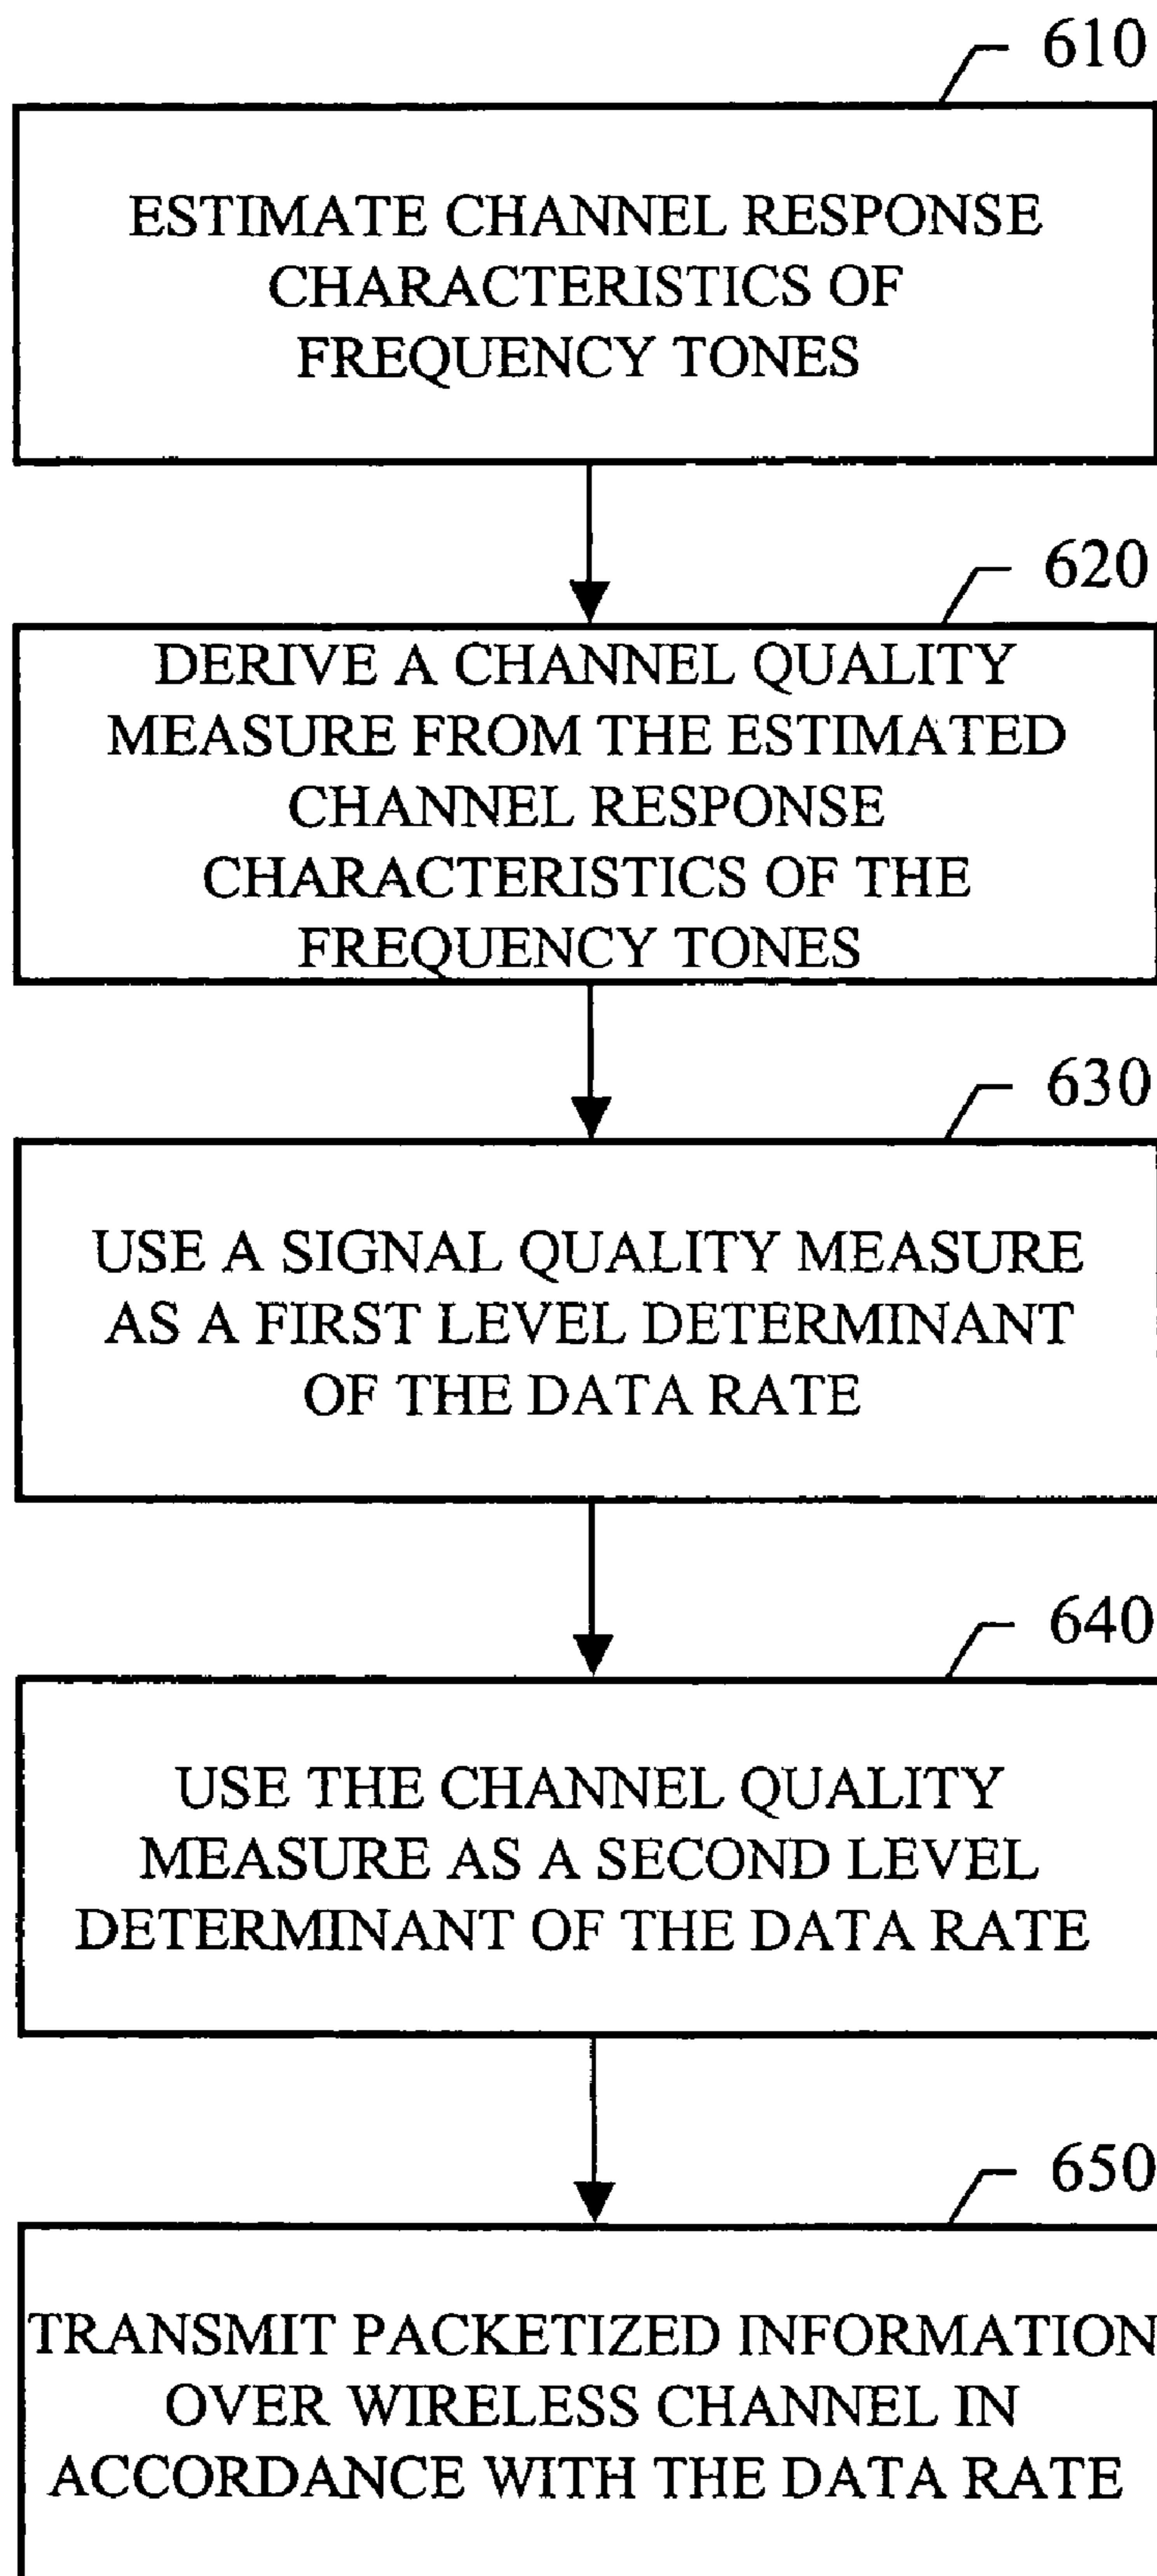 610
ESTIMATE CHANNEL RESPONSE
CHARACTERISTICS OF
FREQUENCY TONES
620
DERIVE A CHANNEL QUALITY
MEASURE FROM THE ESTIMATED
CHANNEL RESPONSE
CHARACTERISTICS OF THE
FREQUENCY TONES
630
USE A SIGNAL QUALITY MEASURE
AS A FIRST LEVEL DETERMINANT
OF THE DATA RATE
640
USE THE CHANNEL QUALITY
MEASURE AS A SECOND LEVEL
DETERMINANT OF THE DATA RATE
650
TRANSMIT PACKETIZED INFORMATION
OVER WIRELESS CHANNEL IN
ACCORDANCE WITH THE DATA RATE